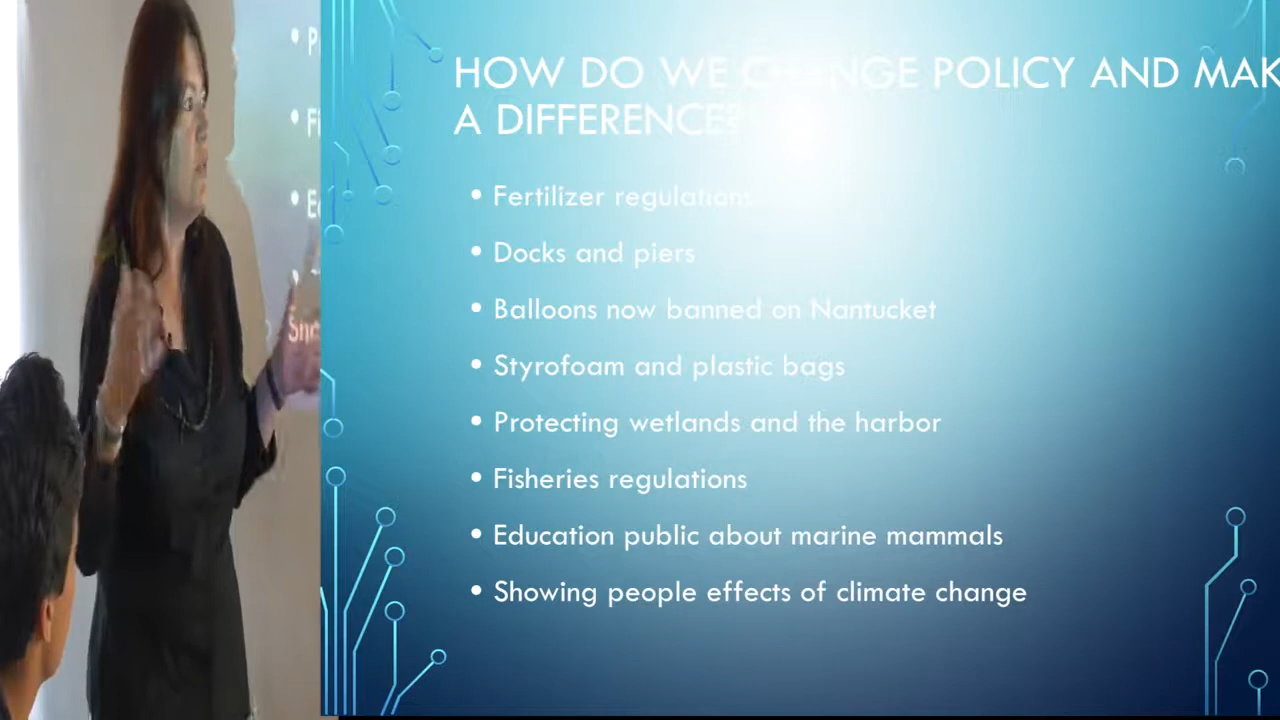 HOW DO WE CHANGE POLICY AND MAK
A DIFFERENCE?
• Fertilizer regulations
• Docks and piers
• Balloons now banned on Nantucket
• Styrofoam and plastic bags
• Protecting wetlands and the harbor
• Fisheries regulations
• Education public about marine mammals
• Showing people effects of climate change